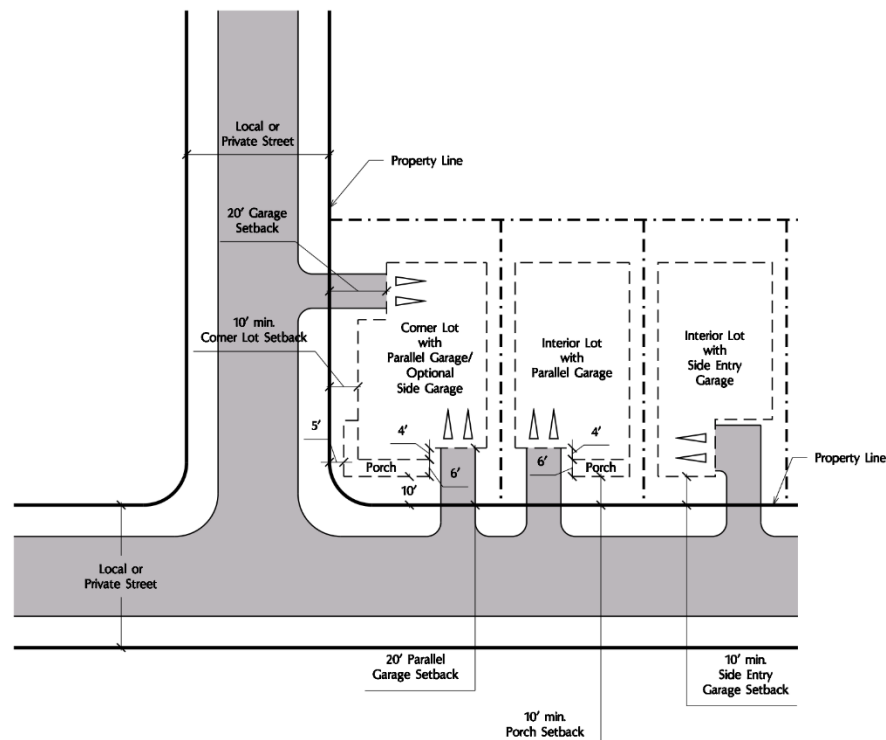 Local or
Private Street
Property Line
20' Garage
Setback
10' min.
Corner Lot Setback
Corner Lot
with
Parallel Garage/
Optional
Side Garage
Interior Lot
with
Parallel Garage
Interior Lot
with
Side Entry
Garage
5'
4'
4'
Porch
6'
6'
Porch
10'
Property Line
Local or
Private Street
20' Parallel
Garage Setback
10' min.
Side Entry
Garage Setback
10' min.
Porch Setback